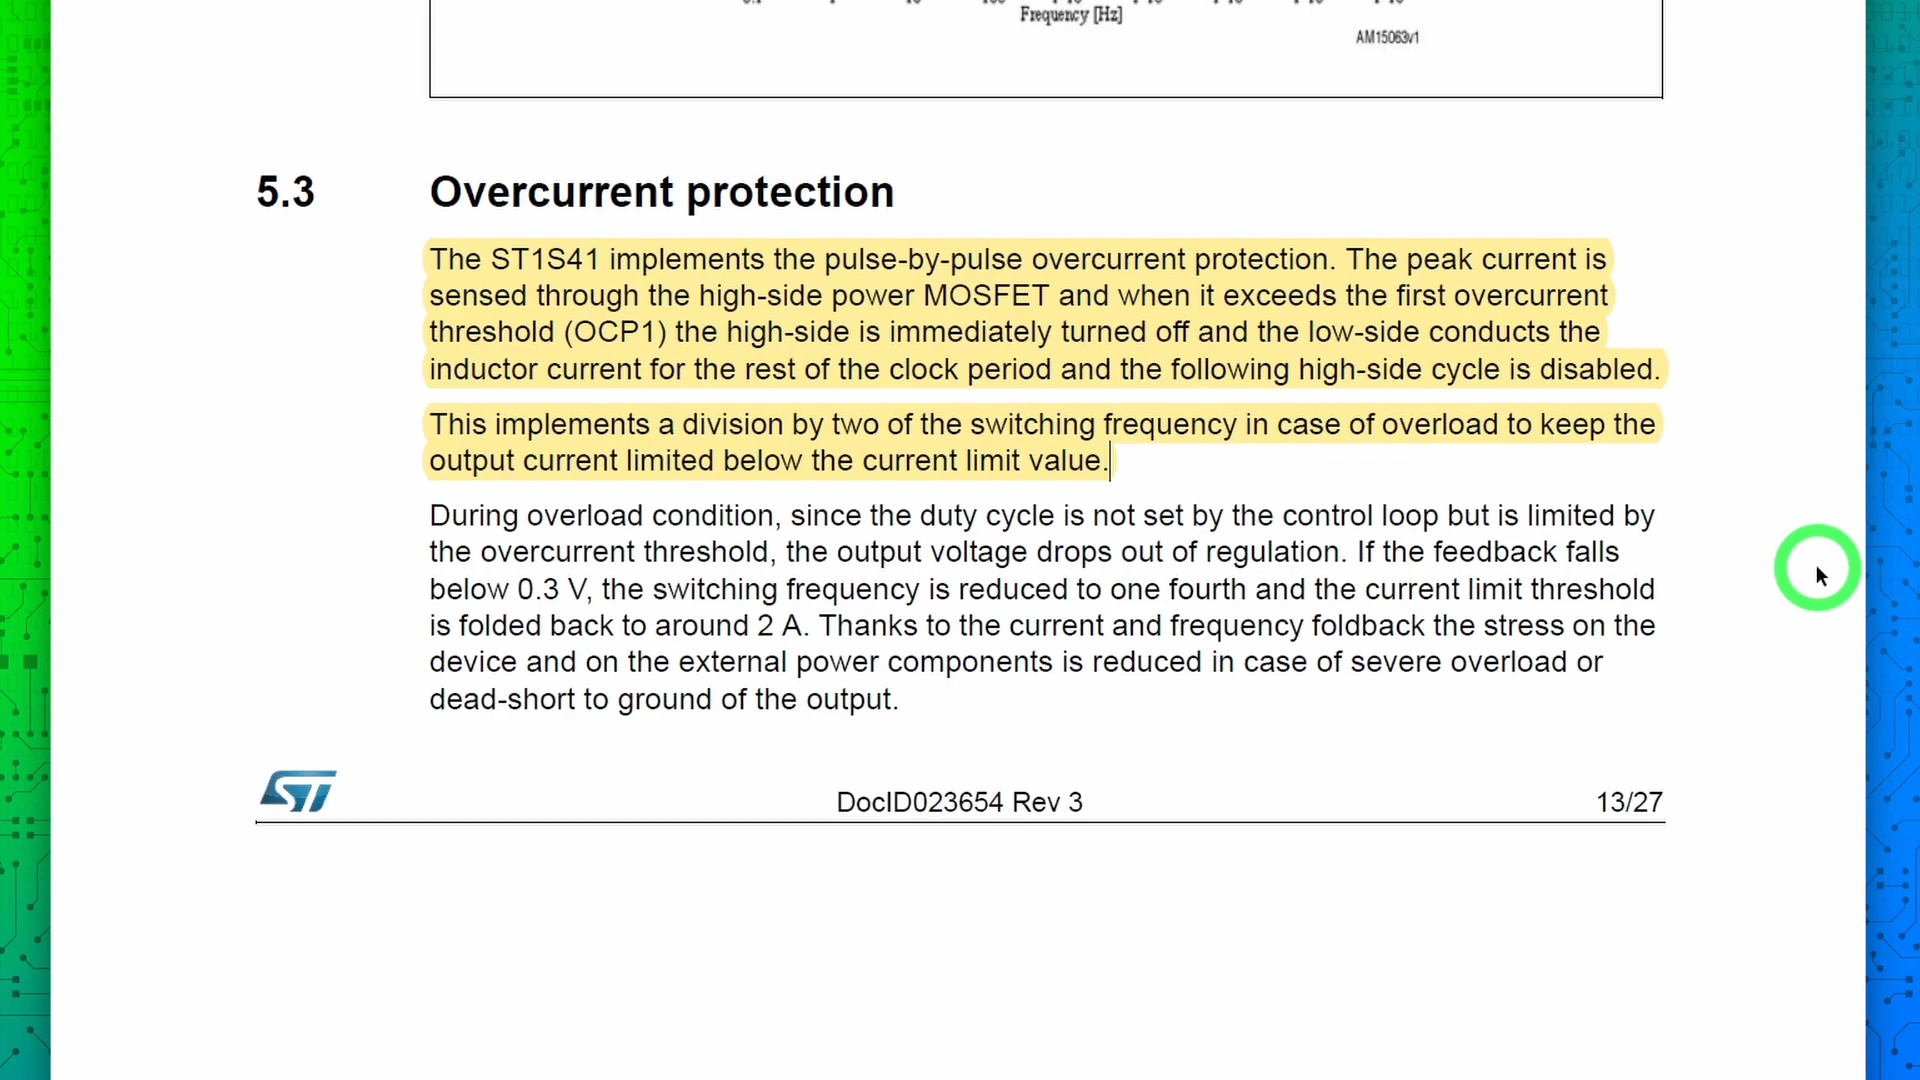 Frequency [Hz]
AM15063v1
5.3 Overcurrent protection
The ST1S41 implements the pulse-by-pulse overcurrent protection. The peak current is
sensed through the high-side power MOSFET and when it exceeds the first overcurrent
threshold (OCP1) the high-side is immediately turned off and the low-side conducts the
inductor current for the rest of the clock period and the following high-side cycle is disabled.
This implements a division by two of the switching frequency in case of overload to keep the
output current limited below the current limit value.
During overload condition, since the duty cycle is not set by the control loop but is limited by
the overcurrent threshold, the output voltage drops out of regulation. If the feedback falls
below 0.3 V, the switching frequency is reduced to one fourth and the current limit threshold
is folded back to around 2 A. Thanks to the current and frequency foldback the stress on the
device and on the external power components is reduced in case of severe overload or
dead-short to ground of the output.
ST
DocID023654 Rev 3
13/27